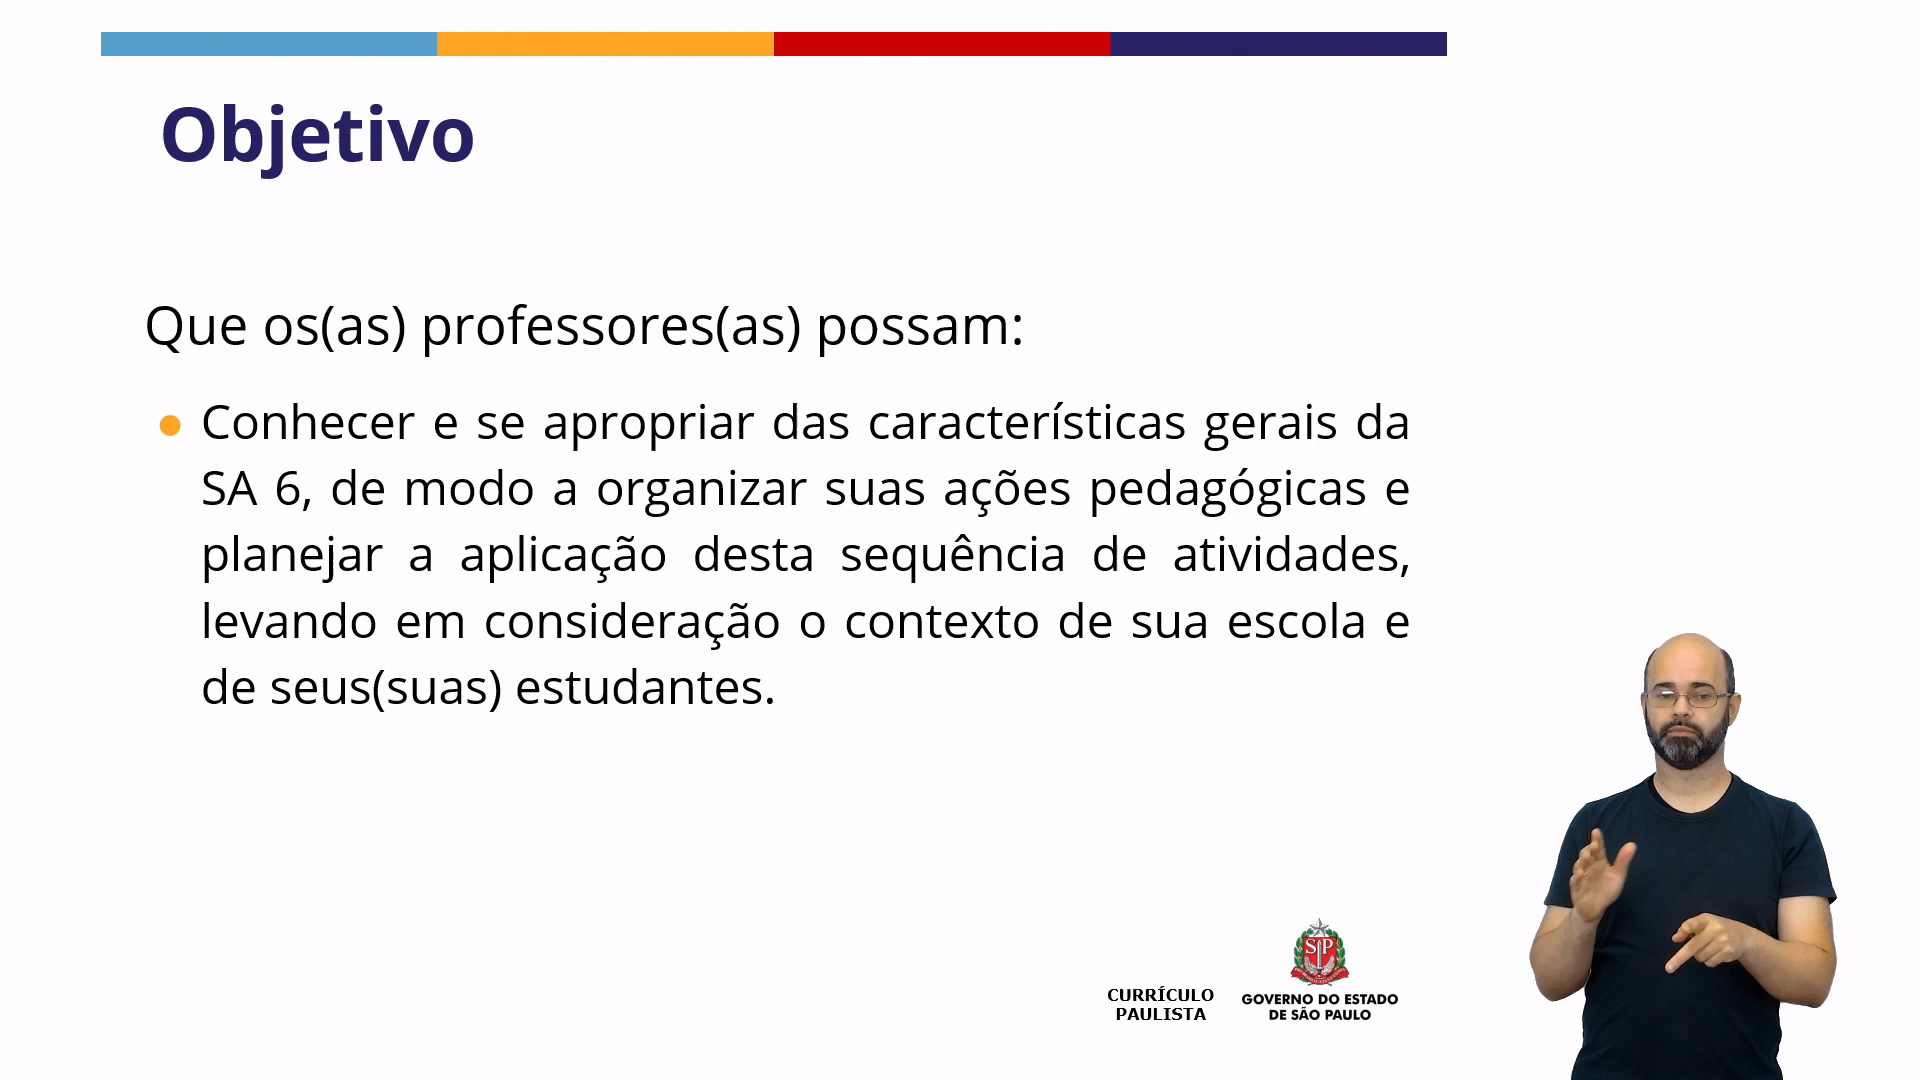 Objetivo
Que os(as) professores(as) possam:
Conhecer e se apropriar das características gerais da
SA 6, de modo a organizar suas ações pedagógicas e
planejar a aplicação desta sequência de atividades,
levando em consideração o contexto de sua escola e
de seus(suas) estudantes.
CURRÍCULO
PAULISTA
SP
GOVERNO DO ESTADO
DE SÃO PAULO